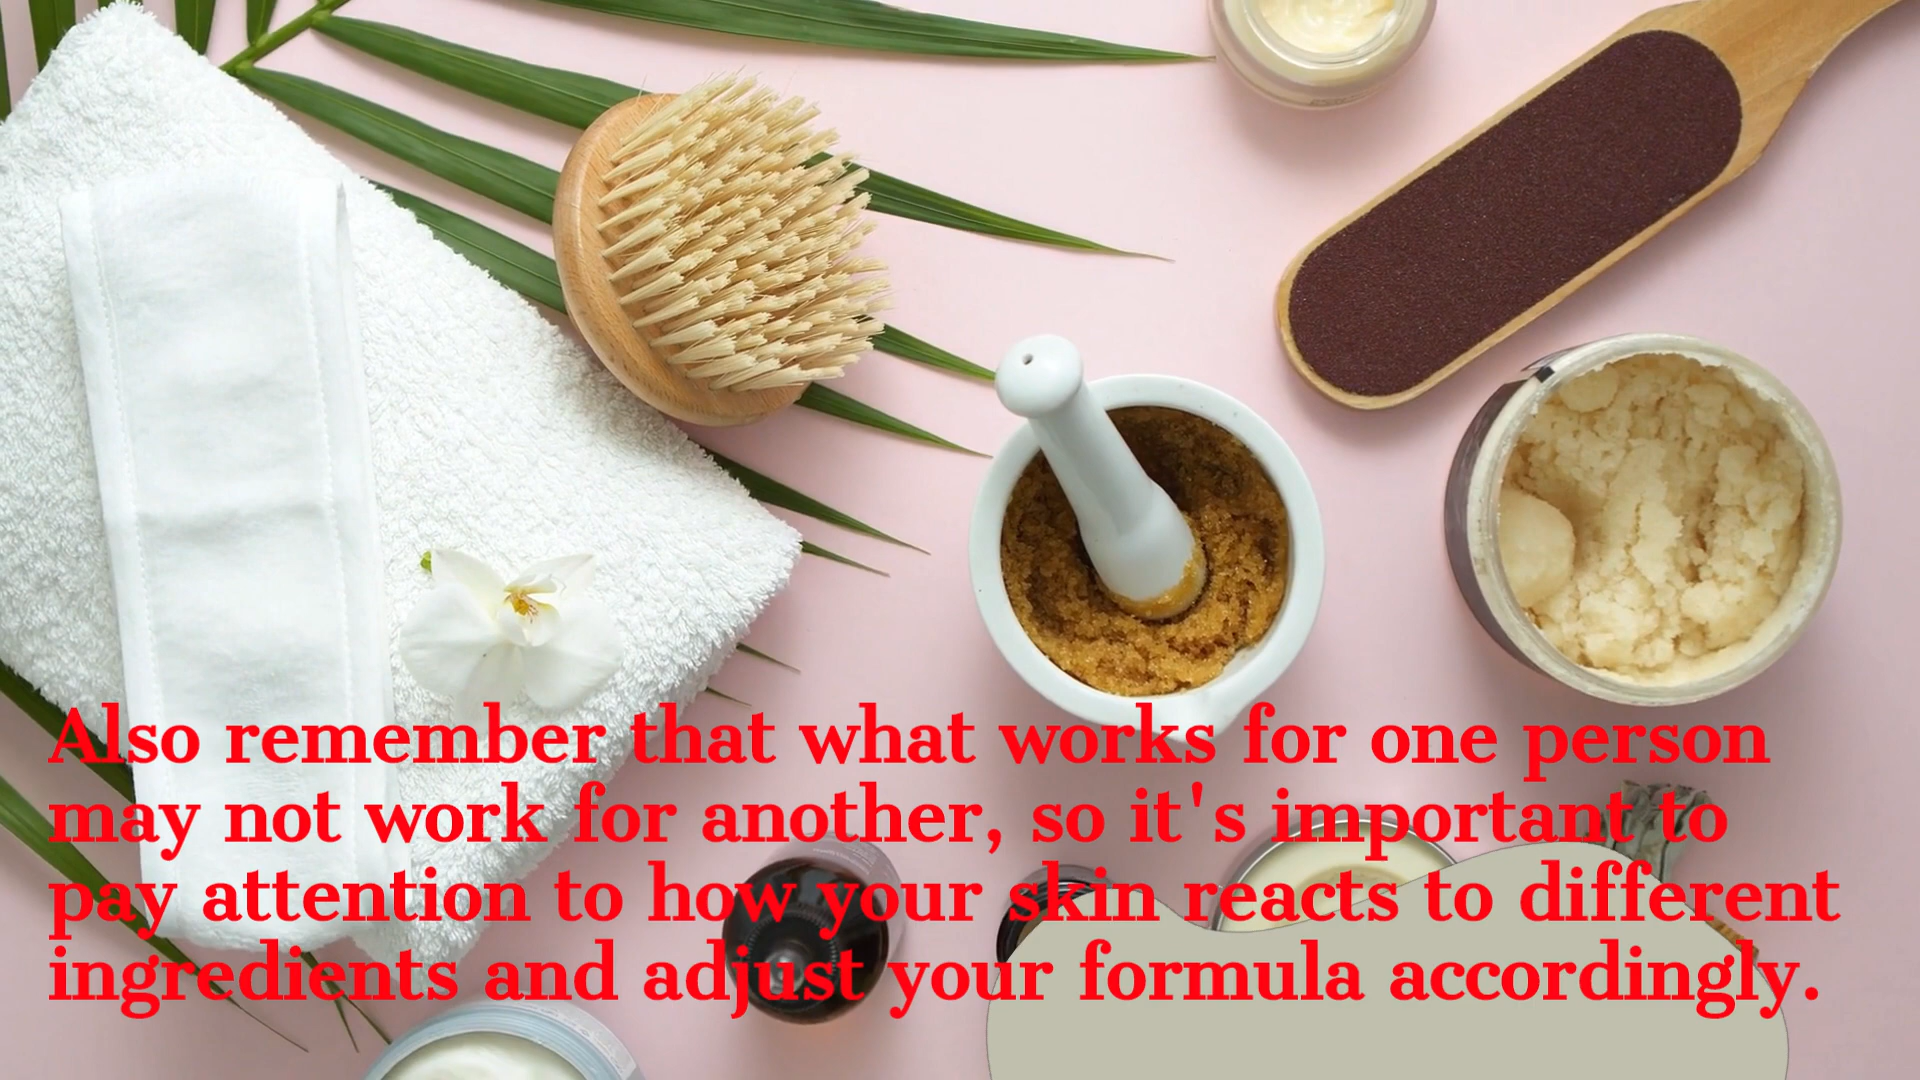 Also remember that what works for one person
may not work for another, so it's important to
pay attention to how your skin reacts to different
ingredients and adjust your formula accordingly.